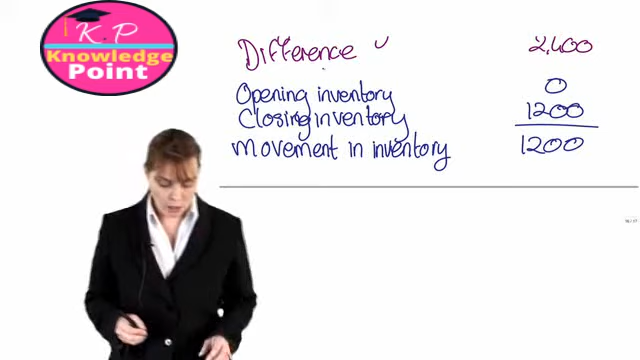 K.P
Knowledge
Point
Difference 2,400
Opening inventory 0
Closing inventory 1200
Movement in inventory 1200